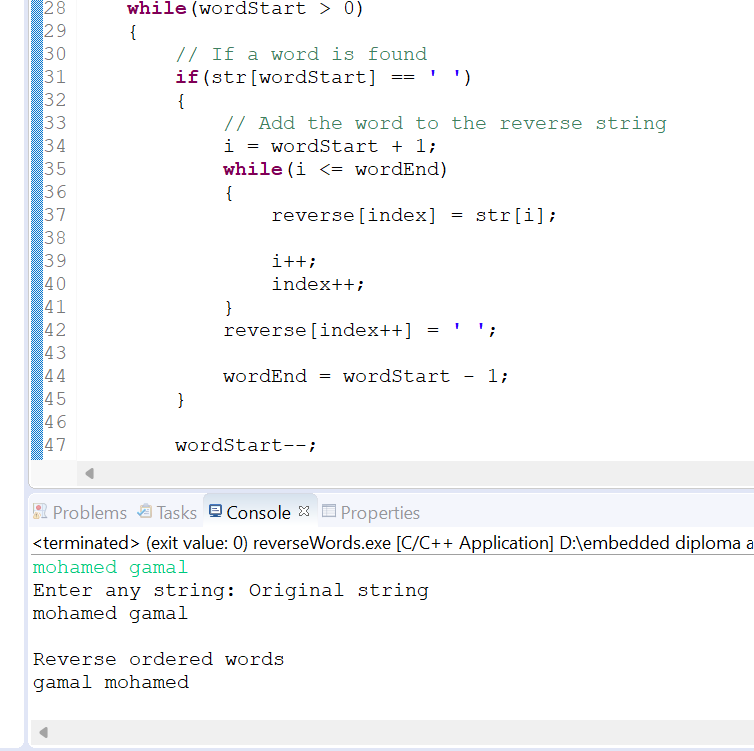 28 while(wordStart > 0)
29 {
30 // If a word is found
31 if(str[wordStart] == ' ')
32 {
33 // Add the word to the reverse string
34 i = wordStart + 1;
35 while(i <= wordEnd)
36 {
37 reverse[index] = str[i];
38
39 i++;
40 index++;
41 }
42 reverse[index++] = ' ';
43
44 wordEnd = wordStart - 1;
45 }
46
47 wordStart--;
Problems Tasks Console Properties
<terminated> (exit value: 0) reverseWords.exe [C/C++ Application] D:\embedded diploma a
mohamed gamal
Enter any string: Original string
mohamed gamal
Reverse ordered words
gamal mohamed